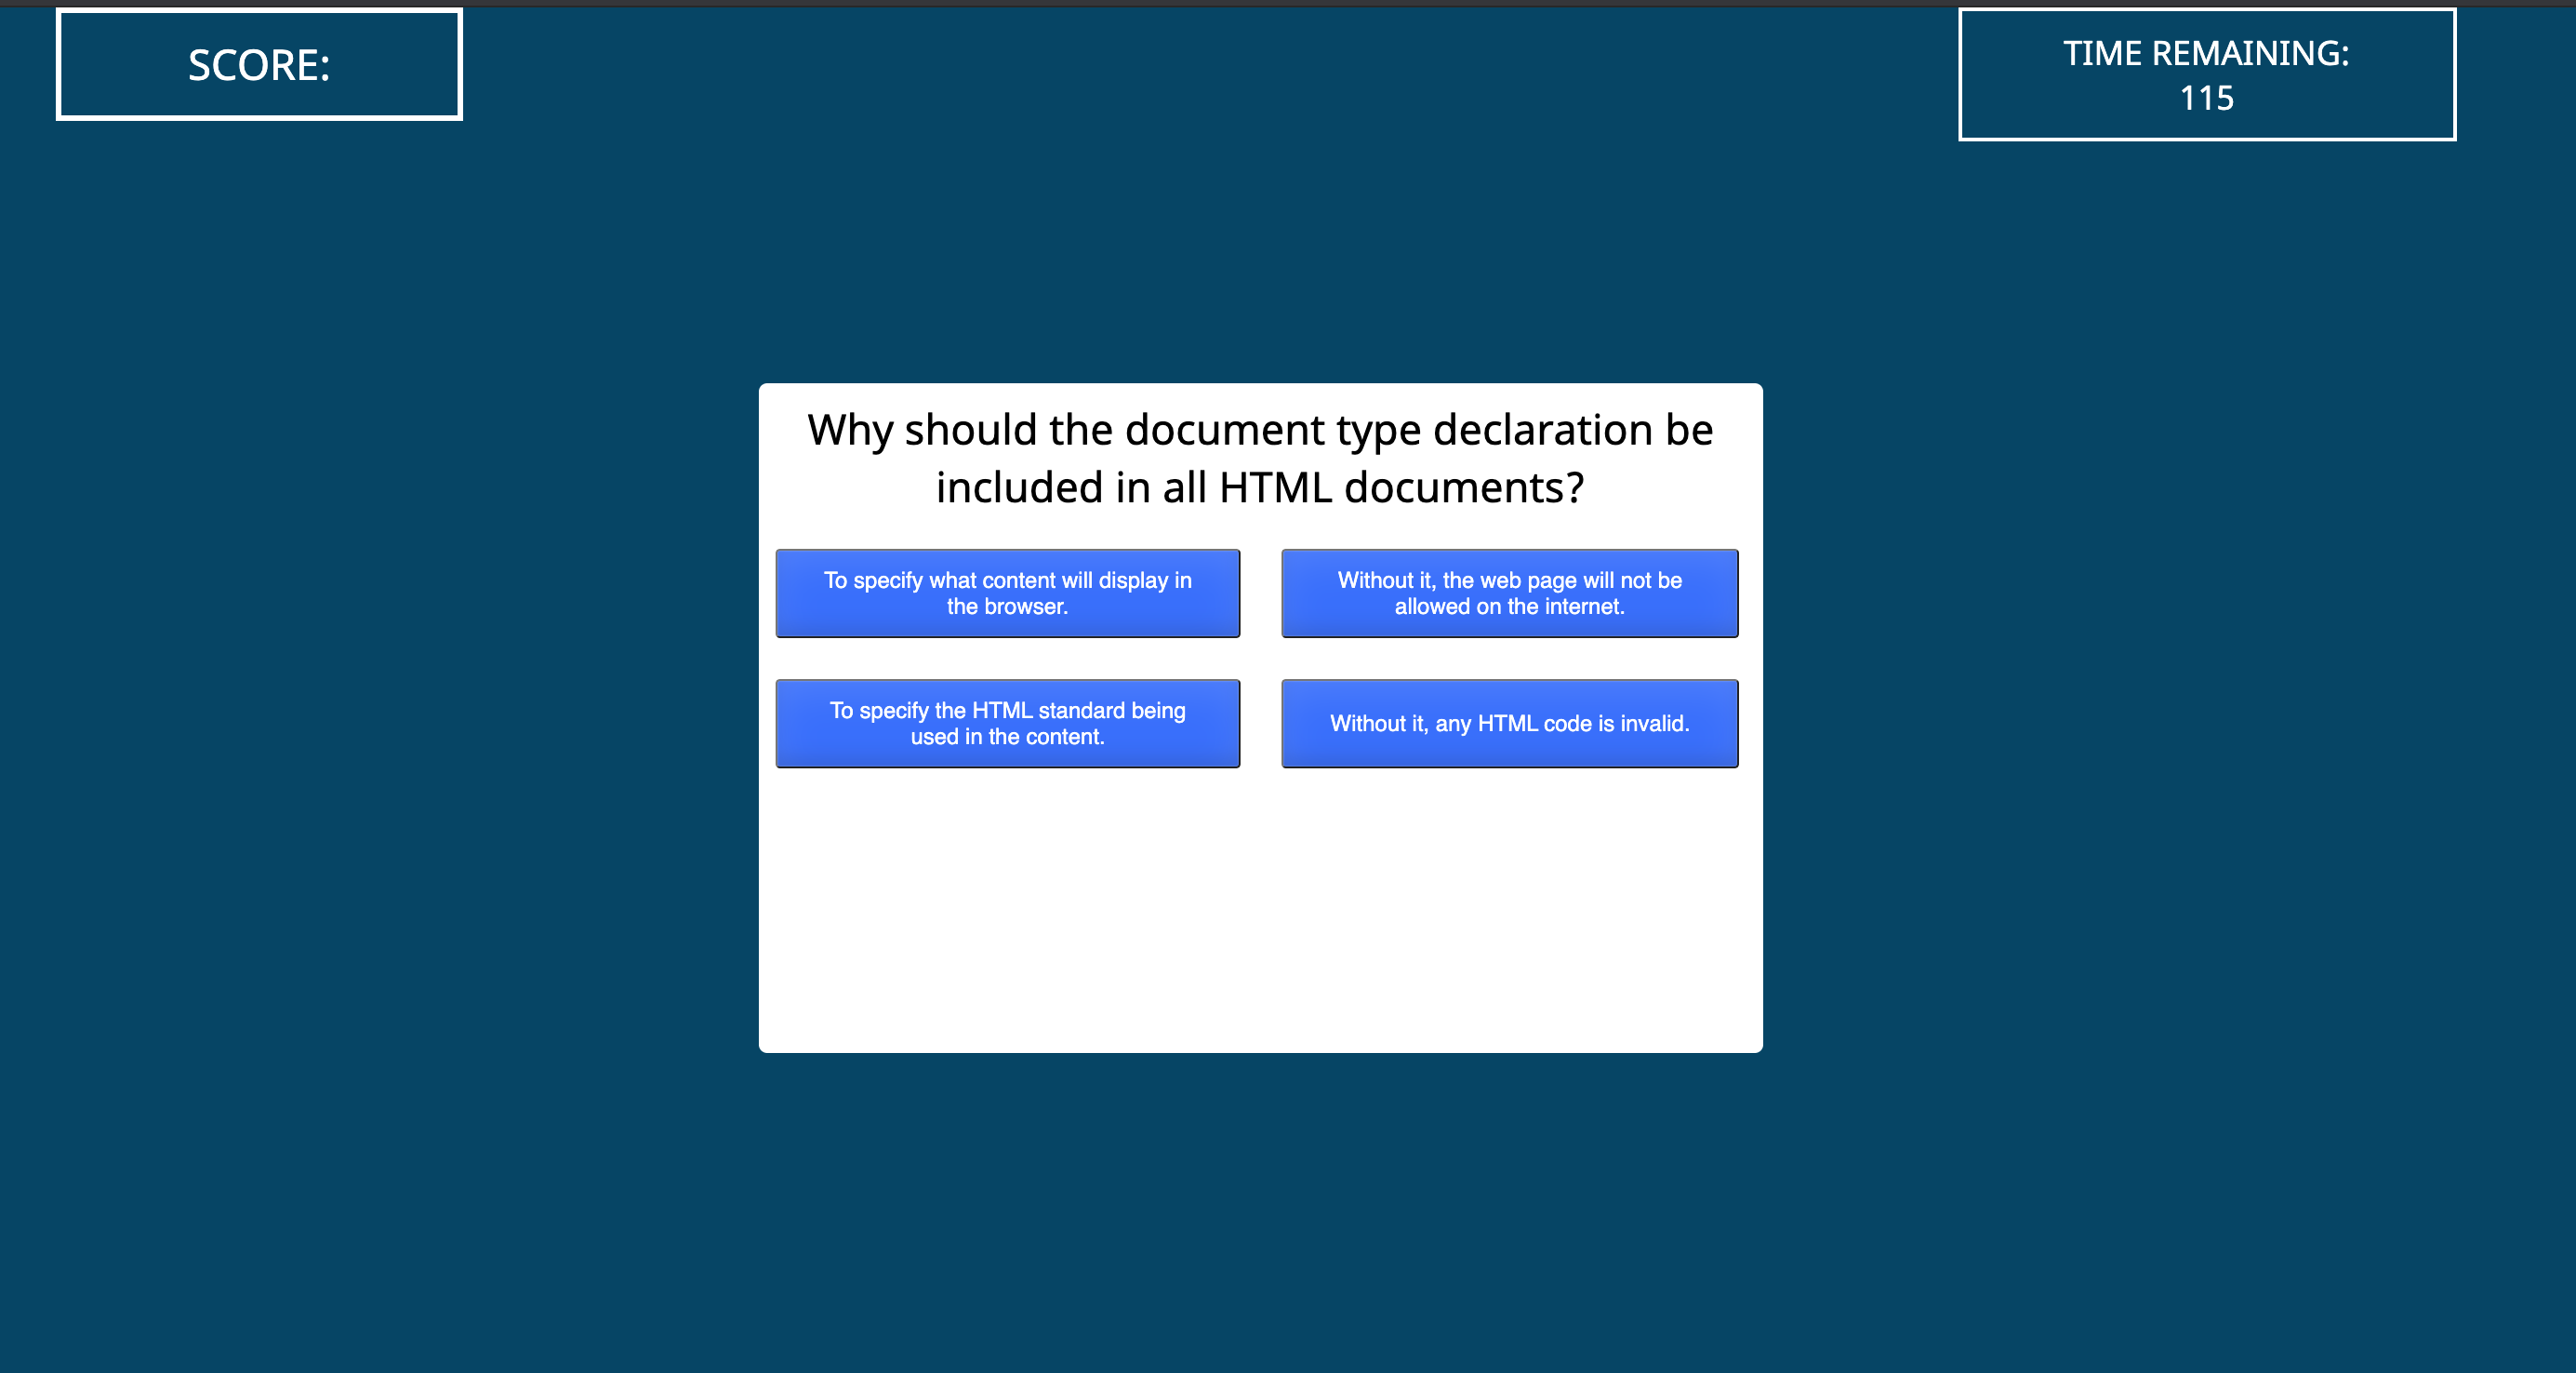 SCORE:
TIME REMAINING:
115
Why should the document type declaration be
included in all HTML documents?
To specify what content will display in
the browser.
Without it, the web page will not be
allowed on the internet.
To specify the HTML standard being
used in the content.
Without it, any HTML code is invalid.